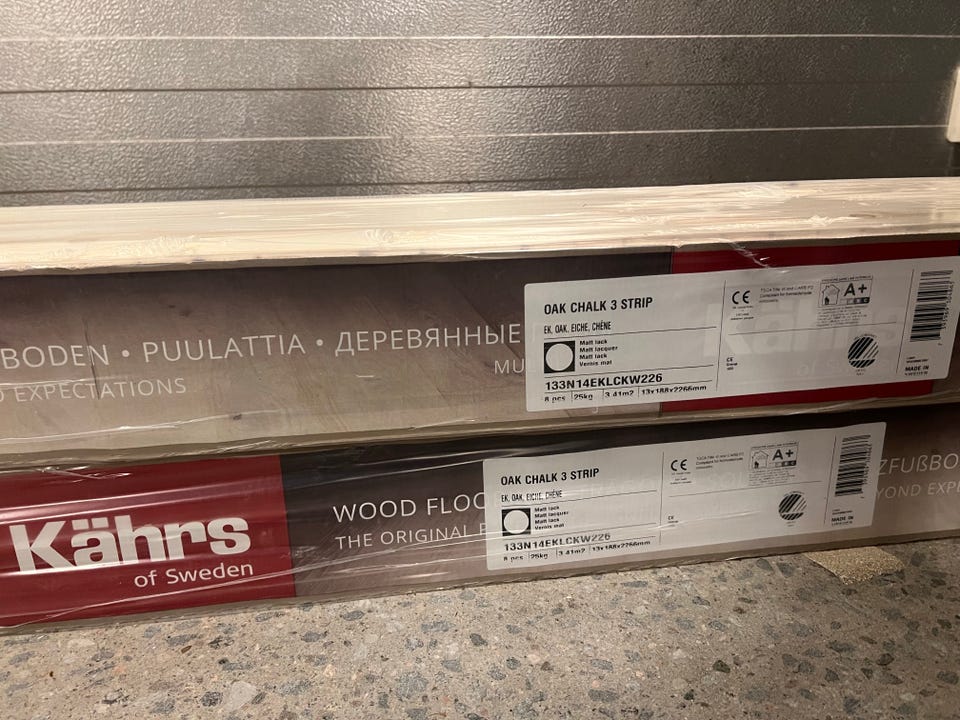 BODEN • PUULATTIA • ДЕРЕВЯННЫЕ
MU
EXPECTATIONS
OAK CHALK 3 STRIP
EK, OAK, EICHE, CHÊNE
Matt lack
Matt lacquer
Matt lack
Vernis mat
133N14EKLCKW226
8 pcs 25kg 3.41m2 13x188x2266mm
CE
A+
CE
MADE IN
Kährs
Kährs
of Sweden
WOOD FLOO
THE ORIGINAL
OAK CHALK 3 STRIP
EK, OAK, EICHE, CHÊNE
Matt lack
Matt lacquer
Matt lack
Vernis mat
133N14EKLCKW226
8 pcs 25kg 3.41m2 13x188x2266mm
CE
A+
MADE IN
ZFUßBO
YOND EXPE